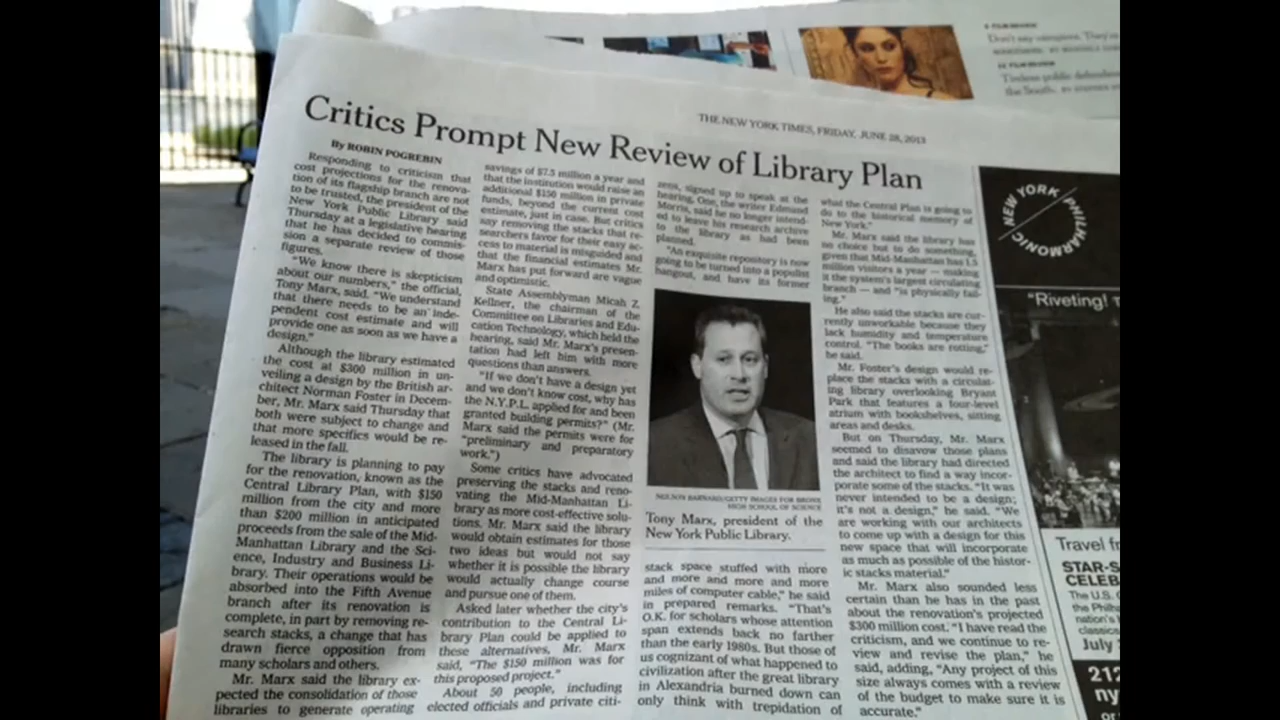 THE NEW YORK TIMES, FRIDAY, JUNE 28, 2013
Critics Prompt New Review of Library Plan
By ROBIN POGREBIN
Responding to criticism that
cost projections for the renova-
tion of its flagship branch are not
to be trusted, the president of the
New York Public Library said
Thursday at a legislative hearing
that he has decided to commis-
sion a separate review of those
figures.
"We know there is skepticism
about our numbers," the official,
Tony Marx, said. "We understand
that there needs to be an inde-
pendent cost estimate and will
provide one as soon as we have a
design."
Although the library estimated
the cost at $300 million in un-
veiling a design by the British ar-
chitect Norman Foster in Decem-
ber, Mr. Marx said Thursday that
both were subject to change and
that more specifics would be re-
leased in the fall.
The library is planning to pay
for the renovation, known as the
Central Library Plan, with $150
million from the city and more
than $200 million in anticipated
proceeds from the sale of the Mid-
Manhattan Library and the Sci-
ence, Industry and Business Li-
brary. Their operations would be
absorbed into the Fifth Avenue
branch after its renovation is
complete, in part by removing re-
search stacks, a change that has
drawn fierce opposition from
many scholars and others.
Mr. Marx said the library ex-
pected the consolidation of those
libraries to generate operating
savings of $7.5 million a year and
that the institution would raise an
additional $150 million in private
funds, beyond the current cost
estimate, just in case. But critics
say removing the stacks that re-
searchers favor for their easy ac-
cess to material is misguided and
that the financial estimates Mr.
Marx has put forward are vague
and optimistic.
State Assemblyman Micah Z.
Kellner, the chairman of the
Committee on Libraries and Edu-
cation Technology, which held the
hearing, said Mr. Marx's presen-
tation had left him with more
questions than answers.
"If we don't have a design yet
and we don't know cost, why has
the N.Y.P.L. applied for and been
granted building permits?" (Mr.
Marx said the permits were for
"preliminary and preparatory
work.")
Some critics have advocated
preserving the stacks and reno-
vating the Mid-Manhattan Li-
brary as more cost-effective solu-
tions. Mr. Marx said the library
would obtain estimates for those
two ideas but would not say
whether it is possible the library
would actually change course
and pursue one of them.
Asked later whether the city's
contribution to the Central Li-
brary Plan could be applied to
these alternatives, Mr. Marx
said, "The $150 million was for
this proposed project."
About 50 people, including
elected officials and private citi-
zens, signed up to speak at the
hearing. One, the writer Edmund
Morris, said he no longer intend-
ed to leave his research archive
to the library as had been
planned.
"An exquisite repository is now
going to be turned into a populist
hangout, and have its former
NEILSON BARNARD/GETTY IMAGES FOR BRONX
HIGH SCHOOL OF SCIENCE
Tony Marx, president of the
New York Public Library.
stack space stuffed with more
and more and more and more
miles of computer cable," he said
in prepared remarks. "That's
O.K. for scholars whose attention
span extends back no farther
than the early 1980s. But those of
us cognizant of what happened to
civilization after the great library
in Alexandria burned down can
only think with trepidation of
what the Central Plan is going to
do to the historical memory of
New York."
Mr. Marx said the library has
no choice but to do something,
given that Mid-Manhattan has 1.5
million visitors a year — making
it the system's largest circulating
branch — and "is physically fail-
ing."
He also said the stacks are cur-
rently unworkable because they
lack humidity and temperature
control. "The books are rotting,"
he said.
Mr. Foster's design would re-
place the stacks with a circulat-
ing library overlooking Bryant
Park that features a four-level
atrium with bookshelves, sitting
areas and desks.
But on Thursday, Mr. Marx
seemed to disavow those plans
and said the library had directed
the architect to find a way incor-
porate some of the stacks. "It was
never intended to be a design;
it's not a design," he said. "We
are working with our architects
to come up with a design for this
new space that will incorporate
as much as possible of the histor-
ic stacks material."
Mr. Marx also sounded less
certain than he has in the past
about the renovation's projected
$300 million cost. "I have read the
criticism, and we continue to re-
view and revise the plan," he
said, adding, "Any project of this
size always comes with a review
of the budget to make sure it is
accurate."
FILM REVIEW
Don't say vampires. They're
FILM REVIEW
Timeless public defenders
the South.
NEW YORK
PHILHARMONIC
"Riveting!
Travel fr
STAR-S
CELEB
The U.S.
the Philh
nation's
classics
July
212
ny
or